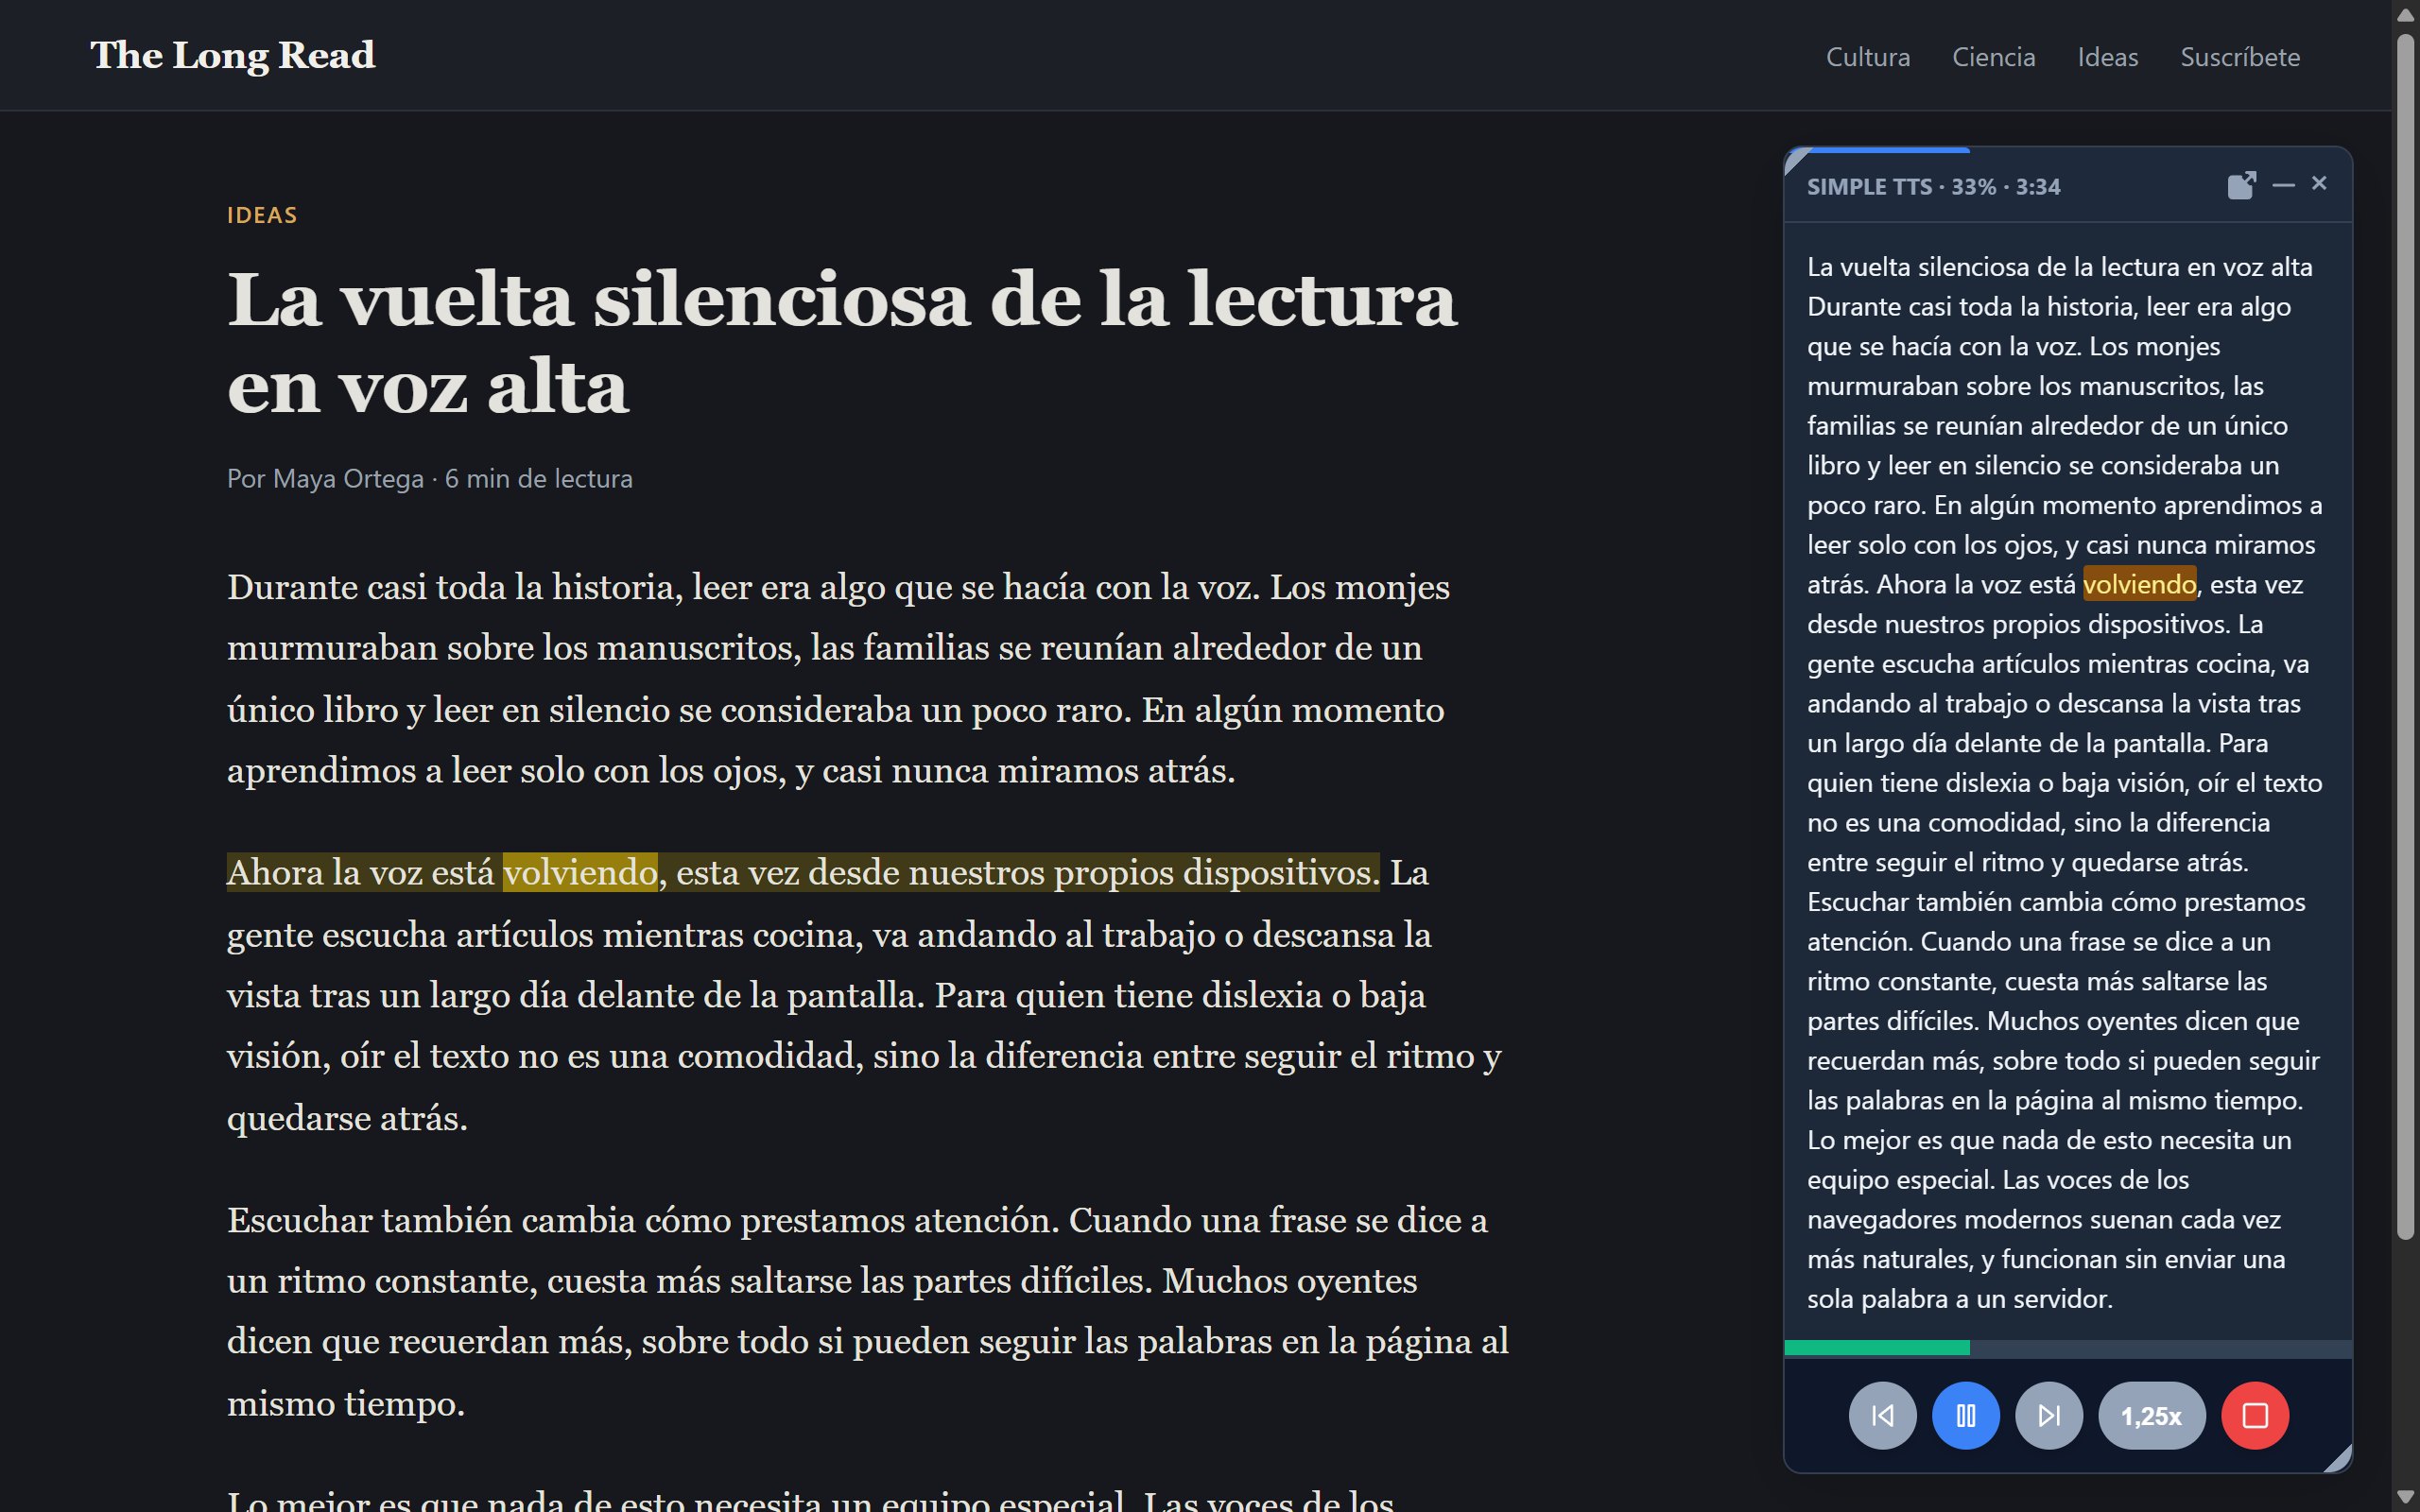 The Long Read
Cultura Ciencia Ideas Suscríbete
IDEAS
La vuelta silenciosa de la lectura
en voz alta
Por Maya Ortega · 6 min de lectura
Durante casi toda la historia, leer era algo que se hacía con la voz. Los monjes
murmuraban sobre los manuscritos, las familias se reunían alrededor de un
único libro y leer en silencio se consideraba un poco raro. En algún momento
aprendimos a leer solo con los ojos, y casi nunca miramos atrás.
Ahora la voz está volviendo, esta vez desde nuestros propios dispositivos. La
gente escucha artículos mientras cocina, va andando al trabajo o descansa la
vista tras un largo día delante de la pantalla. Para quien tiene dislexia o baja
visión, oír el texto no es una comodidad, sino la diferencia entre seguir el ritmo y
quedarse atrás.
Escuchar también cambia cómo prestamos atención. Cuando una frase se dice a
un ritmo constante, cuesta más saltarse las partes difíciles. Muchos oyentes
dicen que recuerdan más, sobre todo si pueden seguir las palabras en la página al
mismo tiempo.
Lo mejor es que nada de esto necesita un equipo especial. Las voces de los
SIMPLE TTS · 33% · 3:34
La vuelta silenciosa de la lectura en voz alta
Durante casi toda la historia, leer era algo
que se hacía con la voz. Los monjes
murmuraban sobre los manuscritos, las
familias se reunían alrededor de un único
libro y leer en silencio se consideraba un
poco raro. En algún momento aprendimos a
leer solo con los ojos, y casi nunca miramos
atrás. Ahora la voz está volviendo, esta vez
desde nuestros propios dispositivos. La
gente escucha artículos mientras cocina, va
andando al trabajo o descansa la vista tras
un largo día delante de la pantalla. Para
quien tiene dislexia o baja visión, oír el texto
no es una comodidad, sino la diferencia
entre seguir el ritmo y quedarse atrás.
Escuchar también cambia cómo prestamos
atención. Cuando una frase se dice a un
ritmo constante, cuesta más saltarse las
partes difíciles. Muchos oyentes dicen que
recuerdan más, sobre todo si pueden seguir
las palabras en la página al mismo tiempo.
Lo mejor es que nada de esto necesita un
equipo especial. Las voces de los
navegadores modernos suenan cada vez
más naturales, y funcionan sin enviar una
sola palabra a un servidor.
1,25x